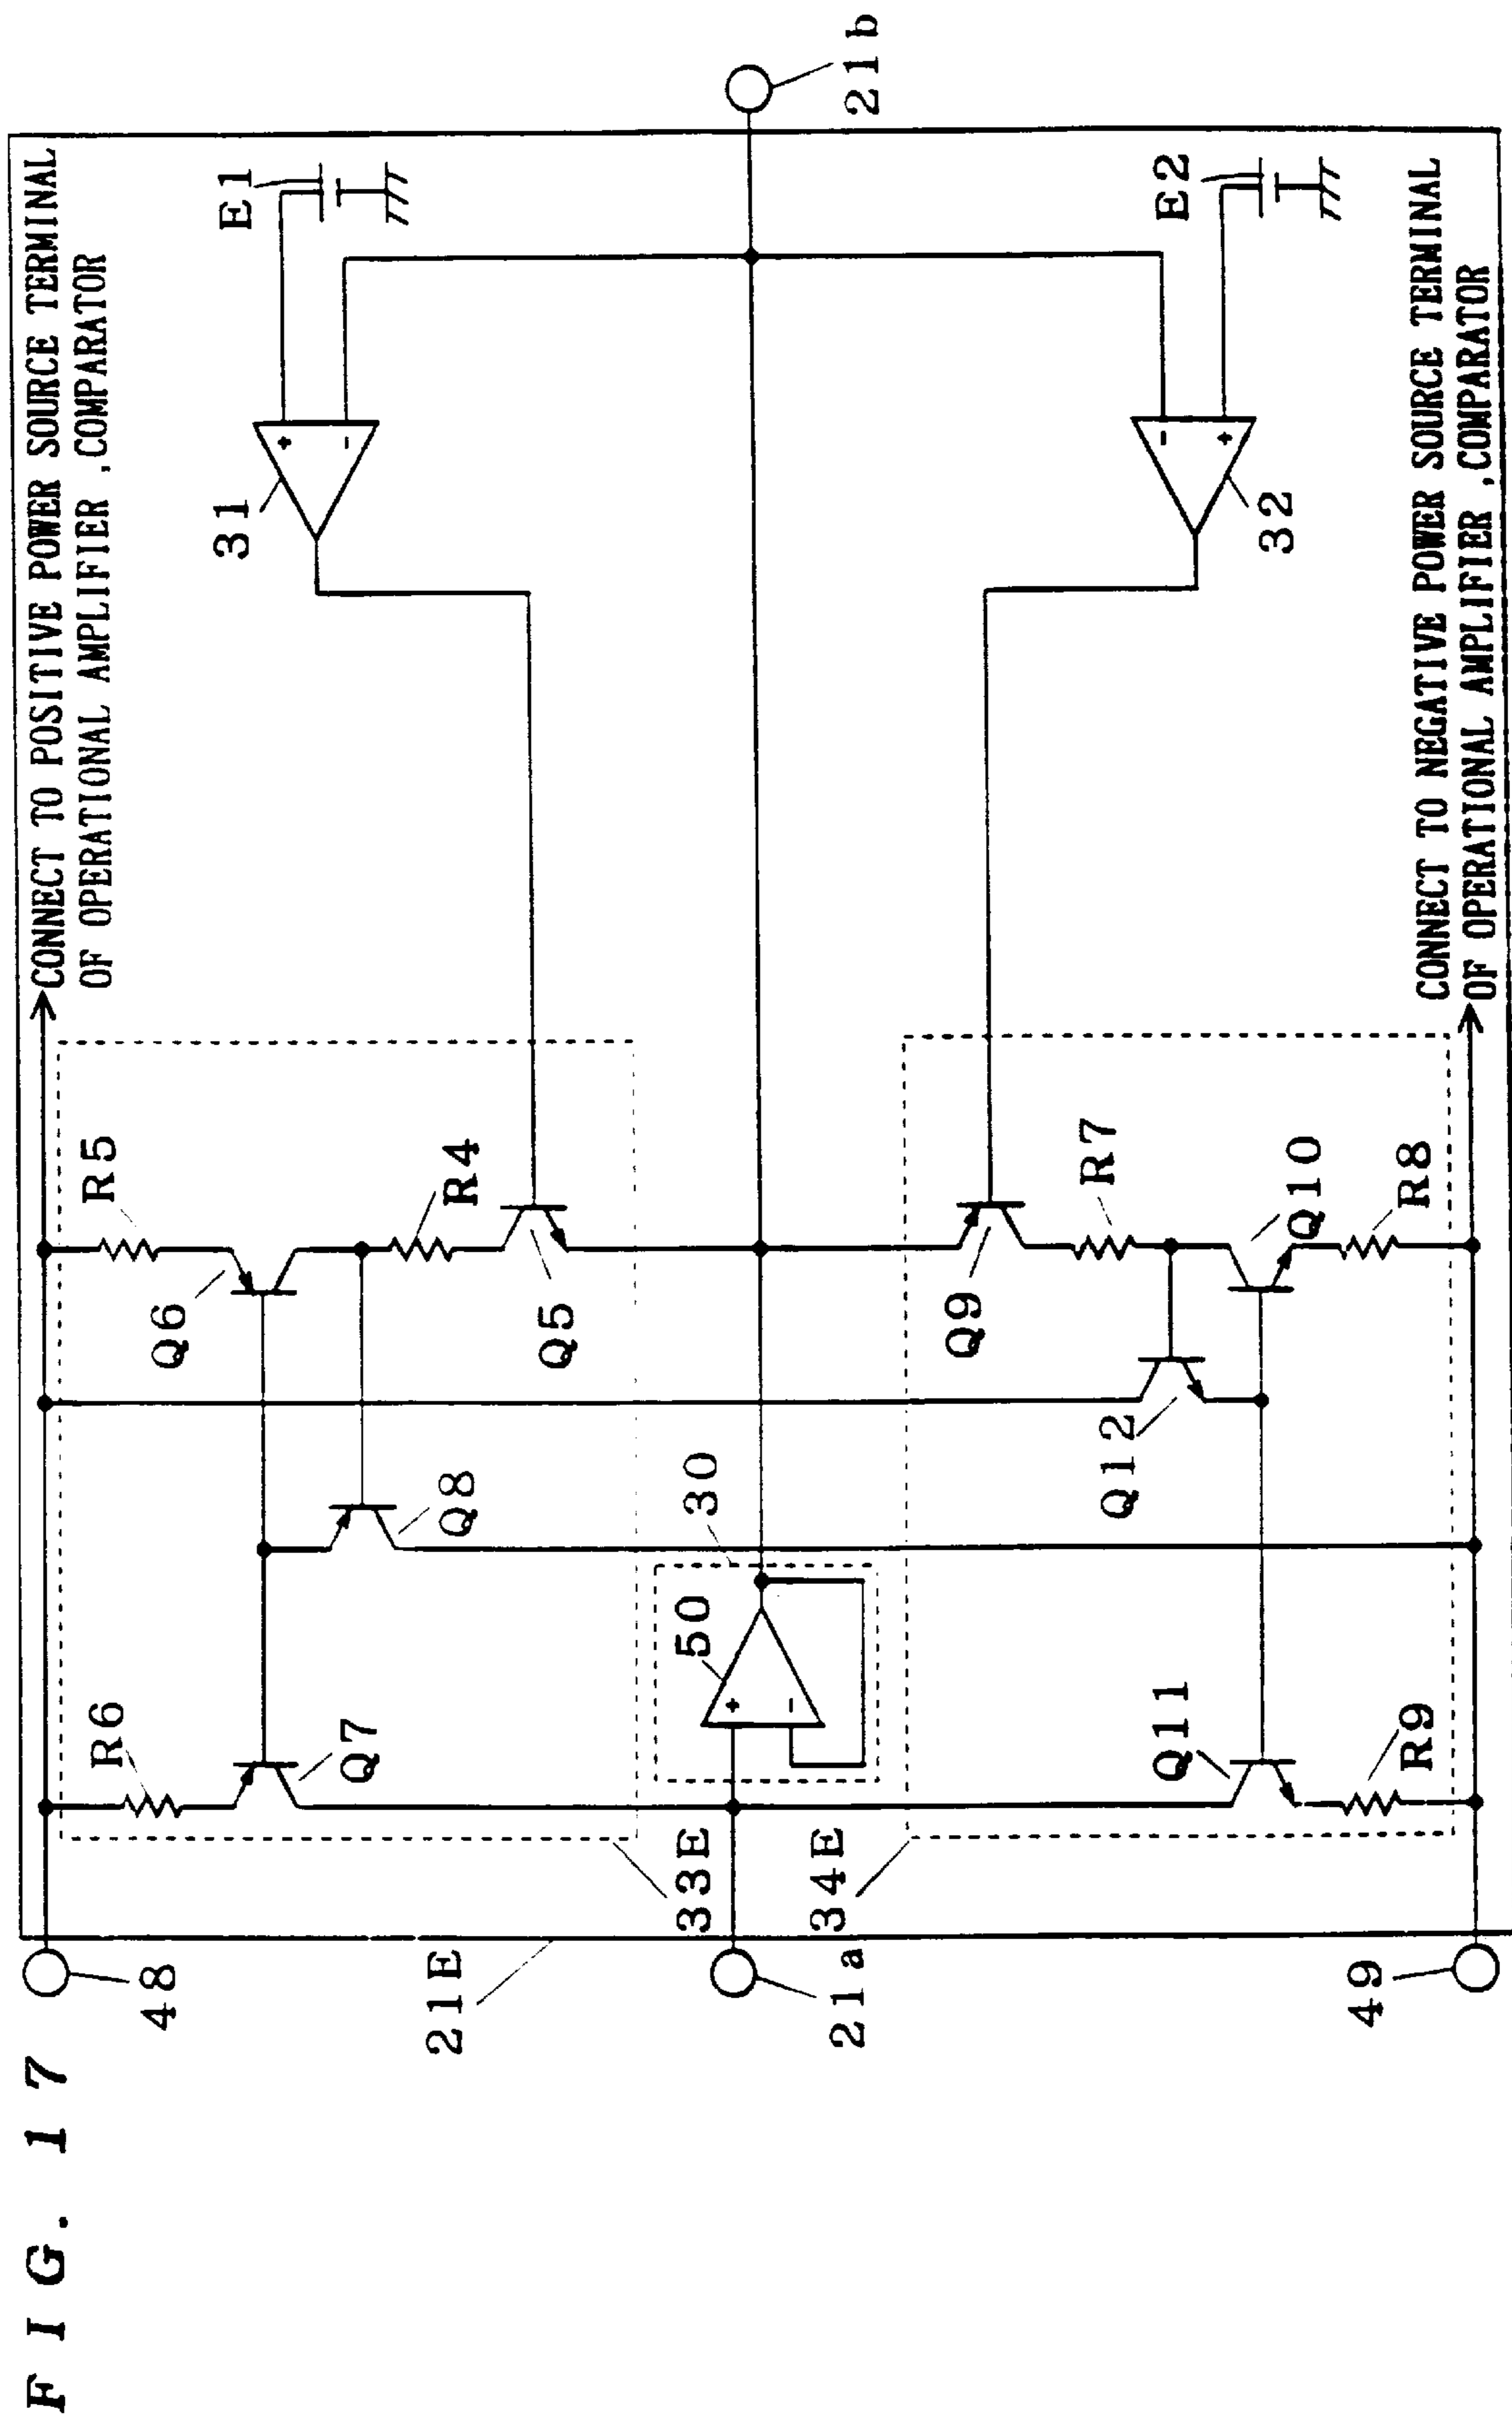 FIG. 17
CONNECT TO POSITIVE POWER SOURCE TERMINAL
OF OPERATIONAL AMPLIFIER ,COMPARATOR
48
R6
R5
Q6
Q7
Q8
R4
Q5
31
+
-
E1
21E
33E
21a
34E
50
+
-
30
21b
Q9
R7
Q12
Q10
Q11
R9
R8
32
-
+
E2
49
CONNECT TO NEGATIVE POWER SOURCE TERMINAL
OF OPERATIONAL AMPLIFIER ,COMPARATOR